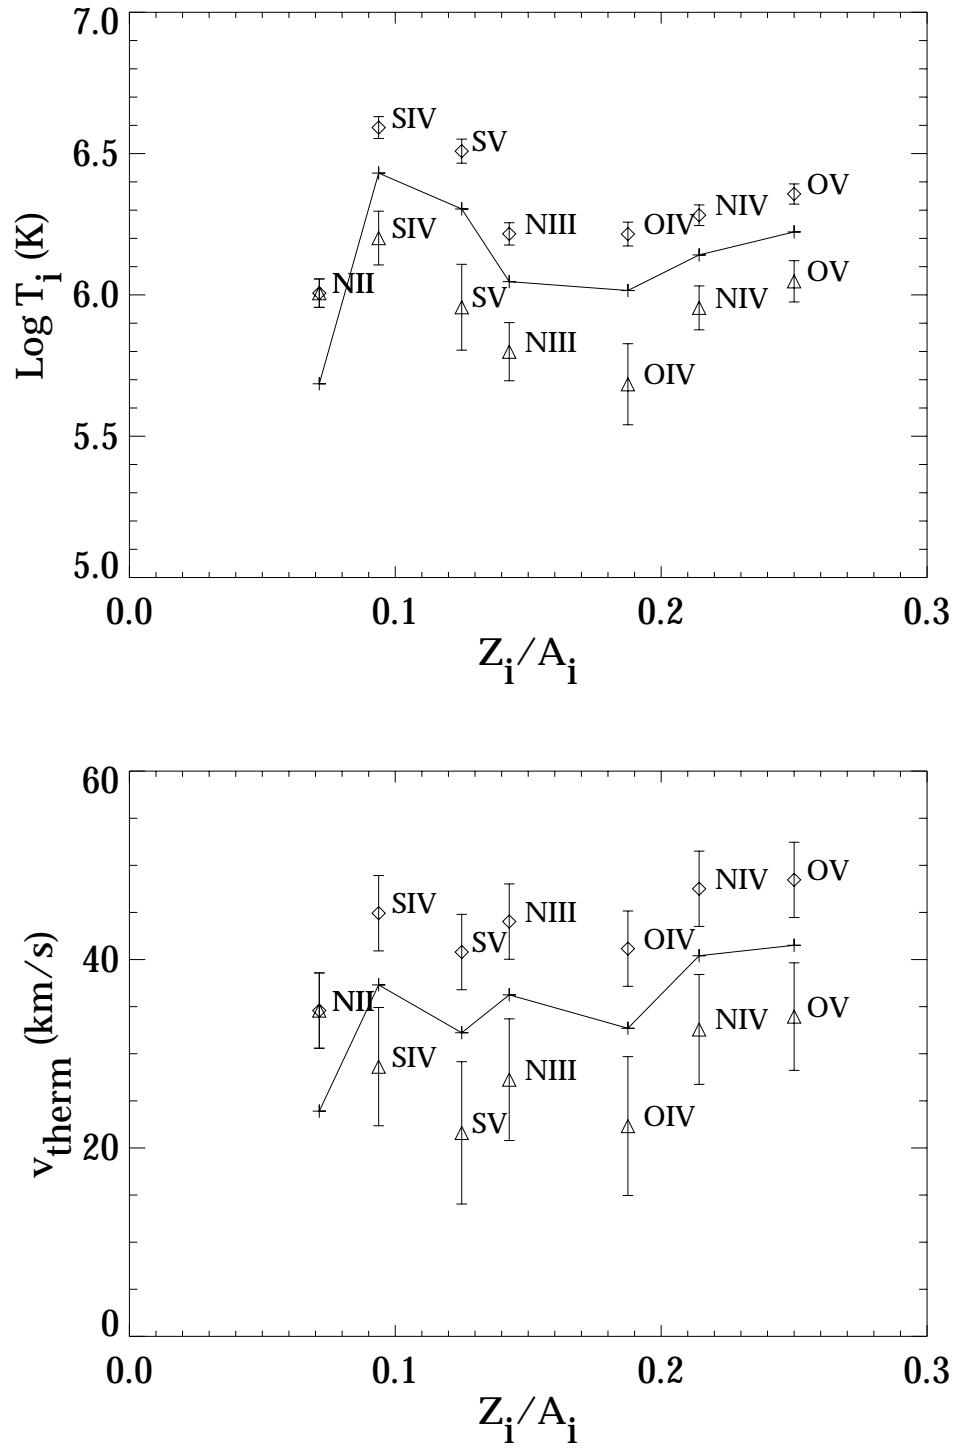 7.0
6.5
6.0
5.5
5.0
Log T_i (K)
SIV
SV
NII
SIV
SV
NIII
NIII
OIV
NIV
OV
OV
NIV
OIV
0.0 0.1 0.2 0.3
Z_i/A_i
60
40
20
0
v_therm (km/s)
NII
SIV
SV
NIII
OIV
NIV
OV
SIV
SV
NIII
OIV
NIV
OV
0.0 0.1 0.2 0.3
Z_i/A_i